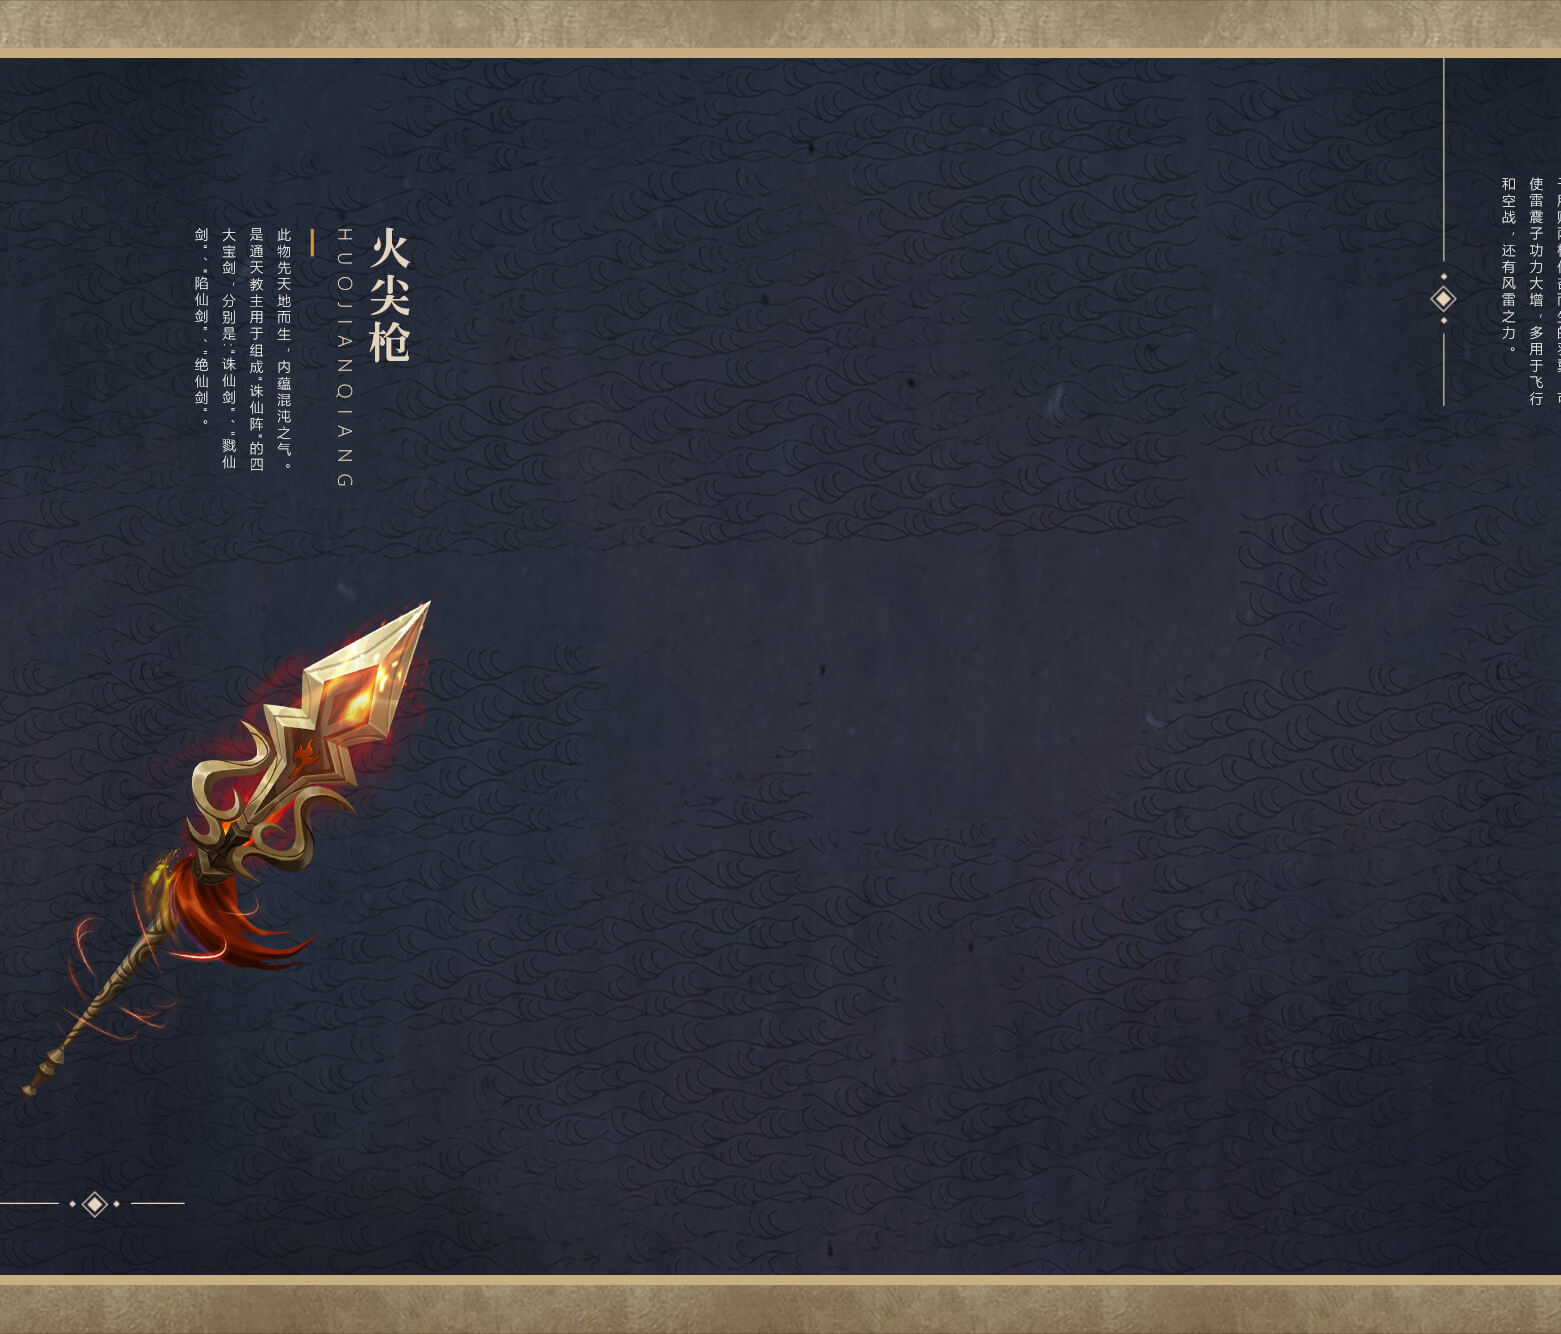 使雷震子功力大增，多用于飞行
和空战，还有风雷之力。
火尖枪
HUOJIANQIANG
此物先天地而生，内蕴混沌之气。
是通天教主用于组成"诛仙阵"的四
大宝剑，分别是:"诛仙剑"、"戮仙
剑"、"陷仙剑"、"绝仙剑"。